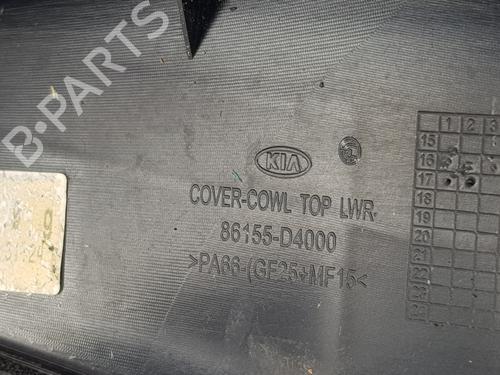 B-PARTS
KIA
COVER-COWL TOP LWR
86155-D4000
>PA66-(GF25+MF15<
1 2 3
15
16
17
18
19
20
21
22
23